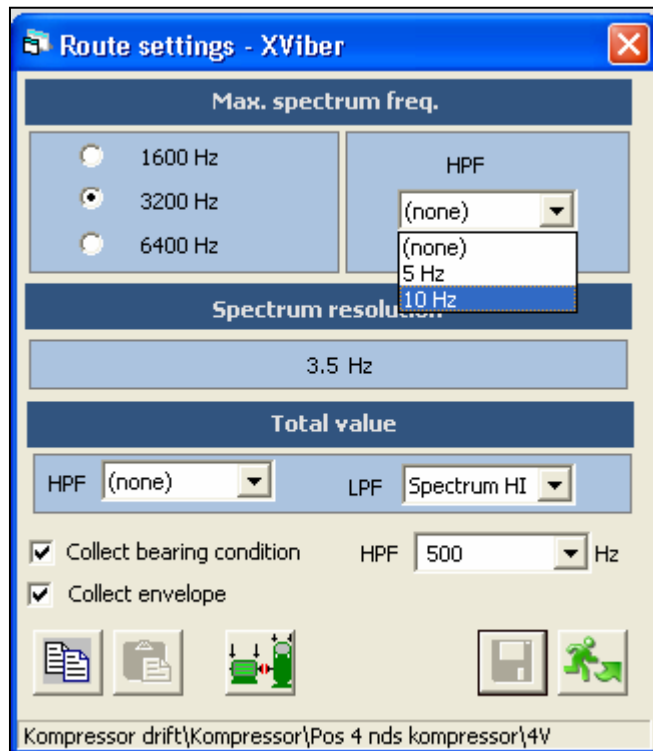 Route settings - XViber
Max. spectrum freq.
1600 Hz
3200 Hz
6400 Hz
HPF
(none)
(none)
5 Hz
10 Hz
Spectrum resolution
3.5 Hz
Total value
HPF (none) LPF Spectrum HI
Collect bearing condition HPF 500 Hz
Collect envelope
Kompressor drift\Kompressor\Pos 4 nds kompressor\4V